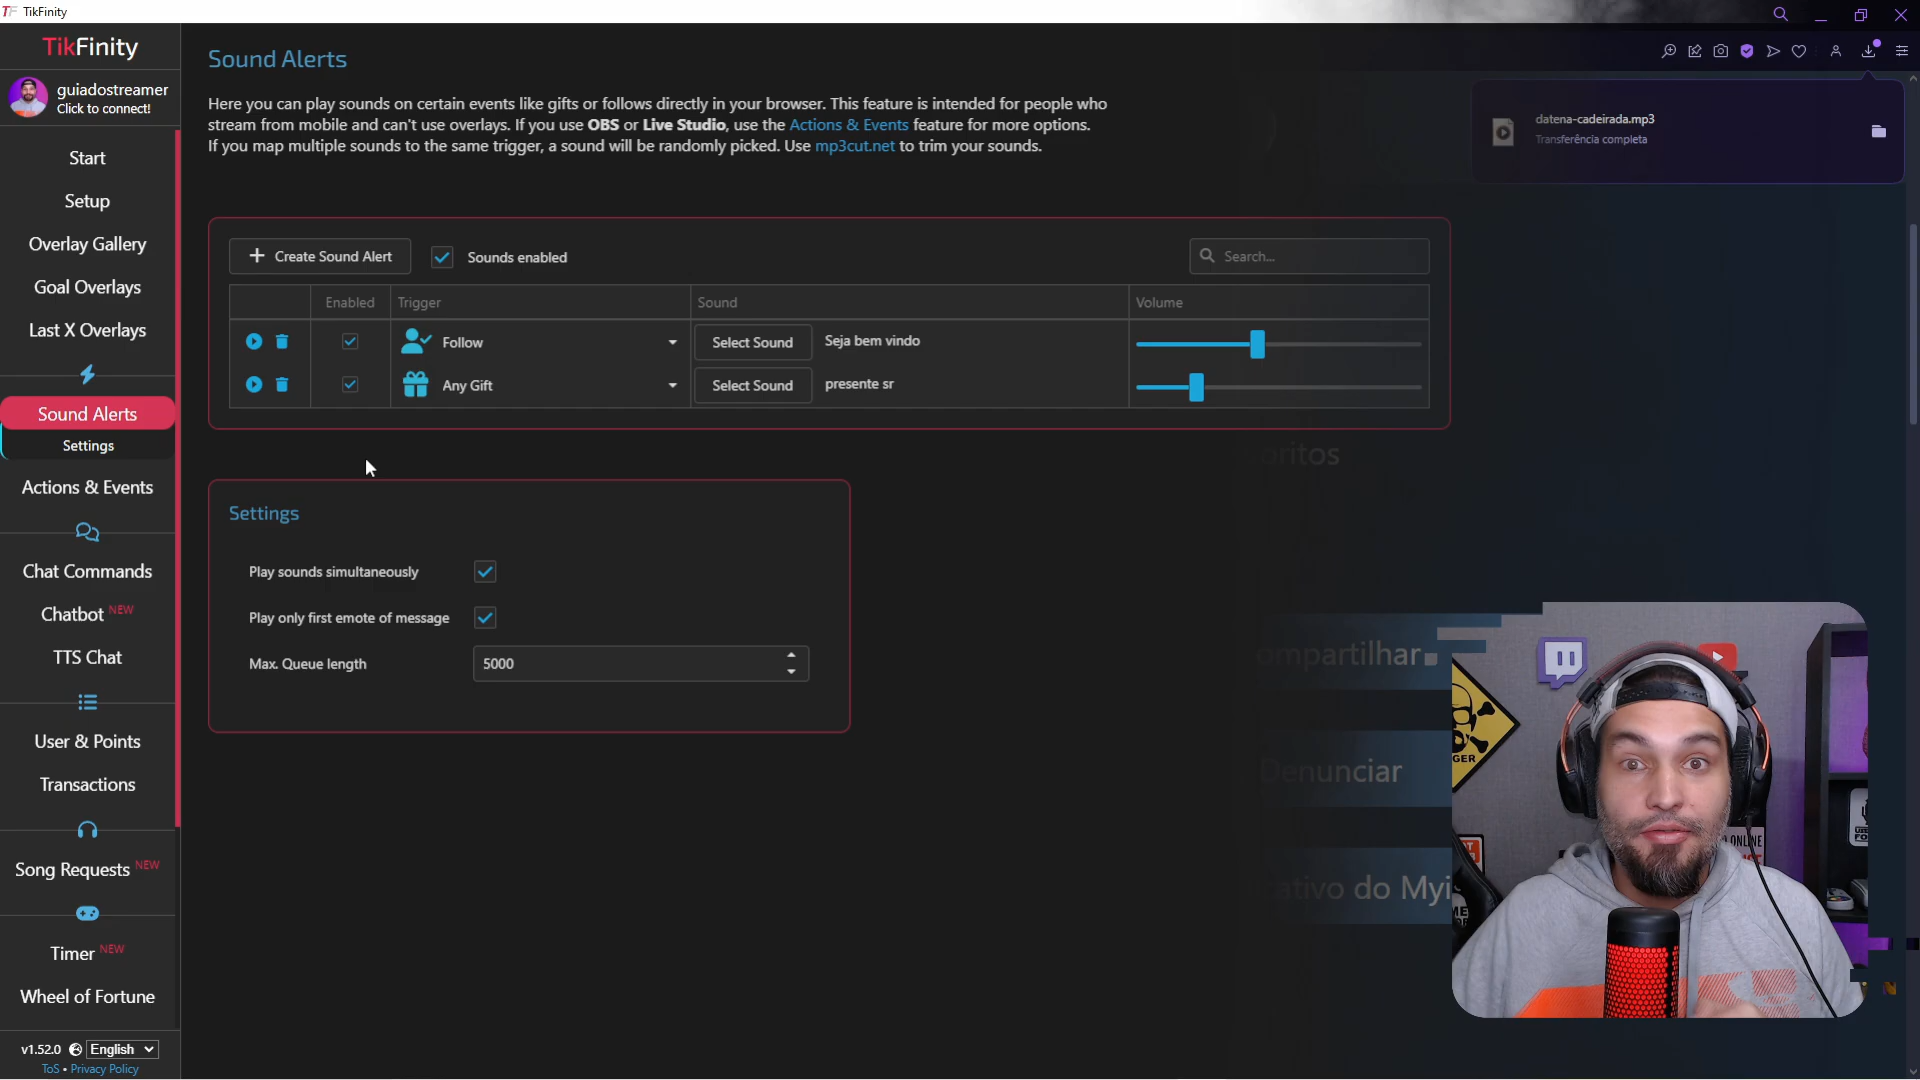 TikFinity
TikFinity
guiadostreamer
Click to connect!
Start
Setup
Overlay Gallery
Goal Overlays
Last X Overlays
Sound Alerts
Settings
Actions & Events
Chat Commands
Chatbot NEW
TTS Chat
User & Points
Transactions
Song Requests NEW
Timer NEW
Wheel of Fortune
v1.52.0 English
ToS • Privacy Policy
Sound Alerts
Here you can play sounds on certain events like gifts or follows directly in your browser. This feature is intended for people who
stream from mobile and can't use overlays. If you use OBS or Live Studio, use the Actions & Events feature for more options.
If you map multiple sounds to the same trigger, a sound will be randomly picked. Use mp3cut.net to trim your sounds.
datena-cadeirada.mp3
Transferência completa
+ Create Sound Alert
Sounds enabled
Search...
Enabled Trigger Sound Volume
Follow Select Sound Seja bem vindo
Any Gift Select Sound presente sr
Settings
Play sounds simultaneously
Play only first emote of message
Max. Queue length 5000
oritos
ompartilhar
Denunciar
ativo do Myi
GER
ONLINE